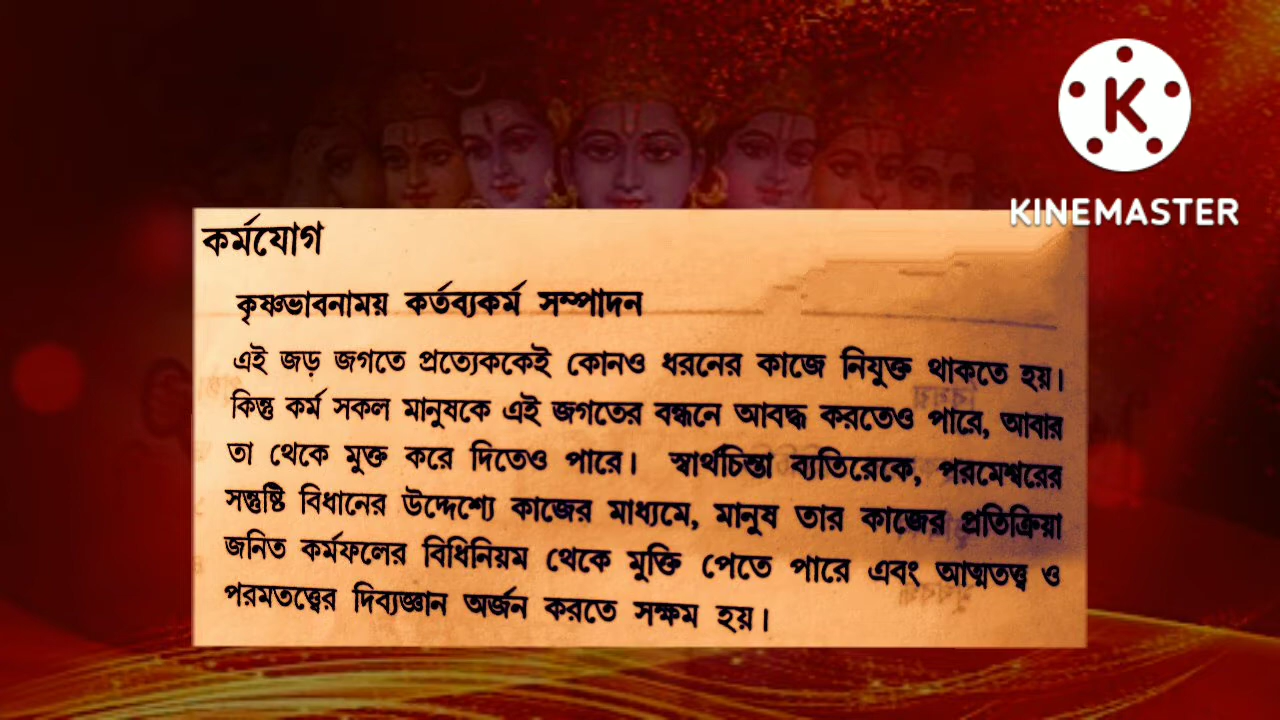 KINEMASTER
কর্মযোগ
কৃষ্ণভাবনাময় কর্তব্যকর্ম সম্পাদন
এই জড় জগতে প্রত্যেককেই কোনও ধরনের কাজে নিযুক্ত থাকতে হয়।
কিন্তু কর্ম সকল মানুষকে এই জগতের বন্ধনে আবদ্ধ করতেও পারে, আবার
তা থেকে মুক্ত করে দিতেও পারে। স্বার্থচিন্তা ব্যতিরেকে, পরমেশ্বরের
সন্তুষ্টি বিধানের উদ্দেশ্যে কাজের মাধ্যমে, মানুষ তার কাজের প্রতিক্রিয়া
জনিত কর্মফলের বিধিনিয়ম থেকে মুক্তি পেতে পারে এবং আত্মতত্ত্ব ও
পরমতত্ত্বের দিব্যজ্ঞান অর্জন করতে সক্ষম হয়।